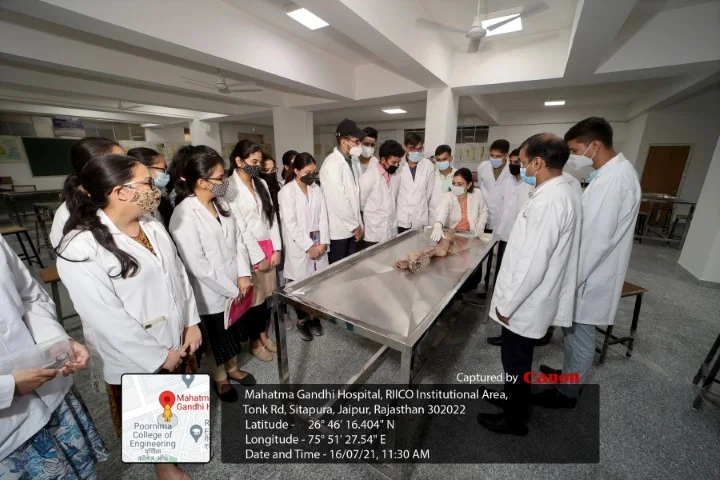 Captured by Canon
Mahatma Gandhi Hospital, RIICO Institutional Area,
Tonk Rd, Sitapura, Jaipur, Rajasthan 302022
Latitude - 26° 46' 16.404" N
Longitude - 75° 51' 27.54" E
Date and Time - 16/07/21, 11:30 AM
Mahatm
Gandhi H
Poornima
College of
Engineering
पूर्णिमा